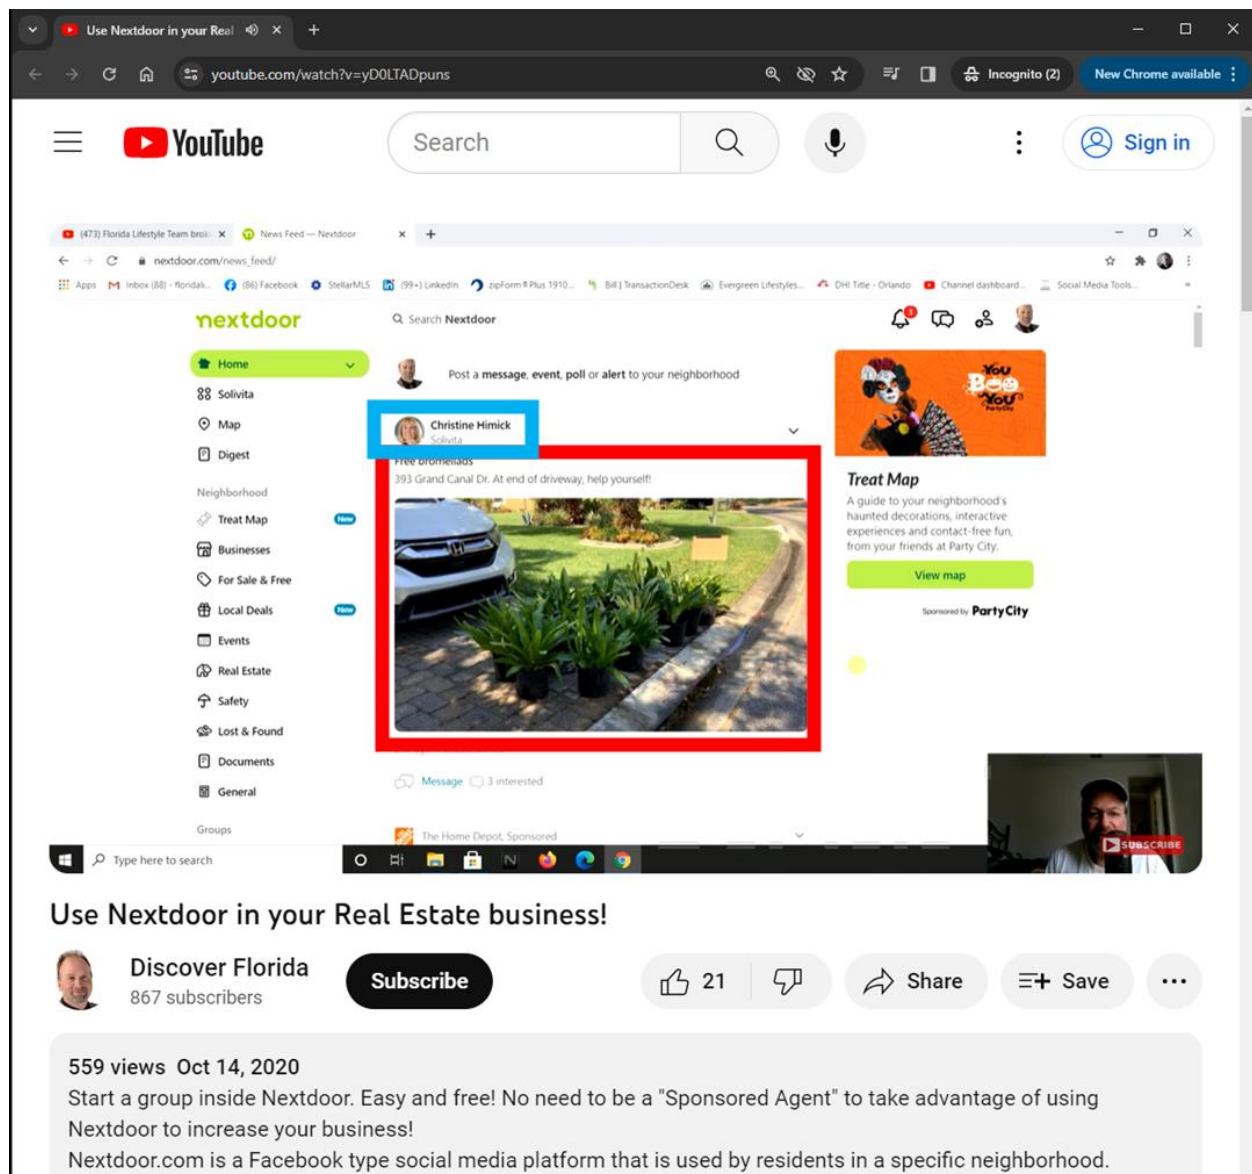 Use Nextdoor in your Real
youtube.com/watch?v=yD0LTADpuns
Incognito (2)
New Chrome available
YouTube
Search
Sign in
(473) Florida Lifestyle Team brok
News Feed — Nextdoor
nextdoor.com/news_feed/
Apps
Inbox (88) - floridali...
(86) Facebook
StellarMLS
(99+) LinkedIn
zipForm® Plus 1910...
Bill | TransactionDesk
Evergreen Lifestyles...
DHI Title - Orlando
Channel dashboard...
Social Media Tools...
nextdoor
Search Nextdoor
3
Home
Solivita
Map
Digest
Neighborhood
Treat Map New
Businesses
For Sale & Free
Local Deals New
Events
Real Estate
Safety
Lost & Found
Documents
General
Groups
Post a message, event, poll or alert to your neighborhood
Christine Himick
Solivita
Free bromeliads
393 Grand Canal Dr. At end of driveway, help yourself!
Message 3 interested
The Home Depot, Sponsored
You
Boo
You
Party City
Treat Map
A guide to your neighborhood's
haunted decorations, interactive
experiences and contact-free fun,
from your friends at Party City.
View map
Sponsored by Party City
SUBSCRIBE
Type here to search
Use Nextdoor in your Real Estate business!
Discover Florida
867 subscribers
Subscribe
21
Share
Save
559 views Oct 14, 2020
Start a group inside Nextdoor. Easy and free! No need to be a "Sponsored Agent" to take advantage of using
Nextdoor to increase your business!
Nextdoor.com is a Facebook type social media platform that is used by residents in a specific neighborhood.